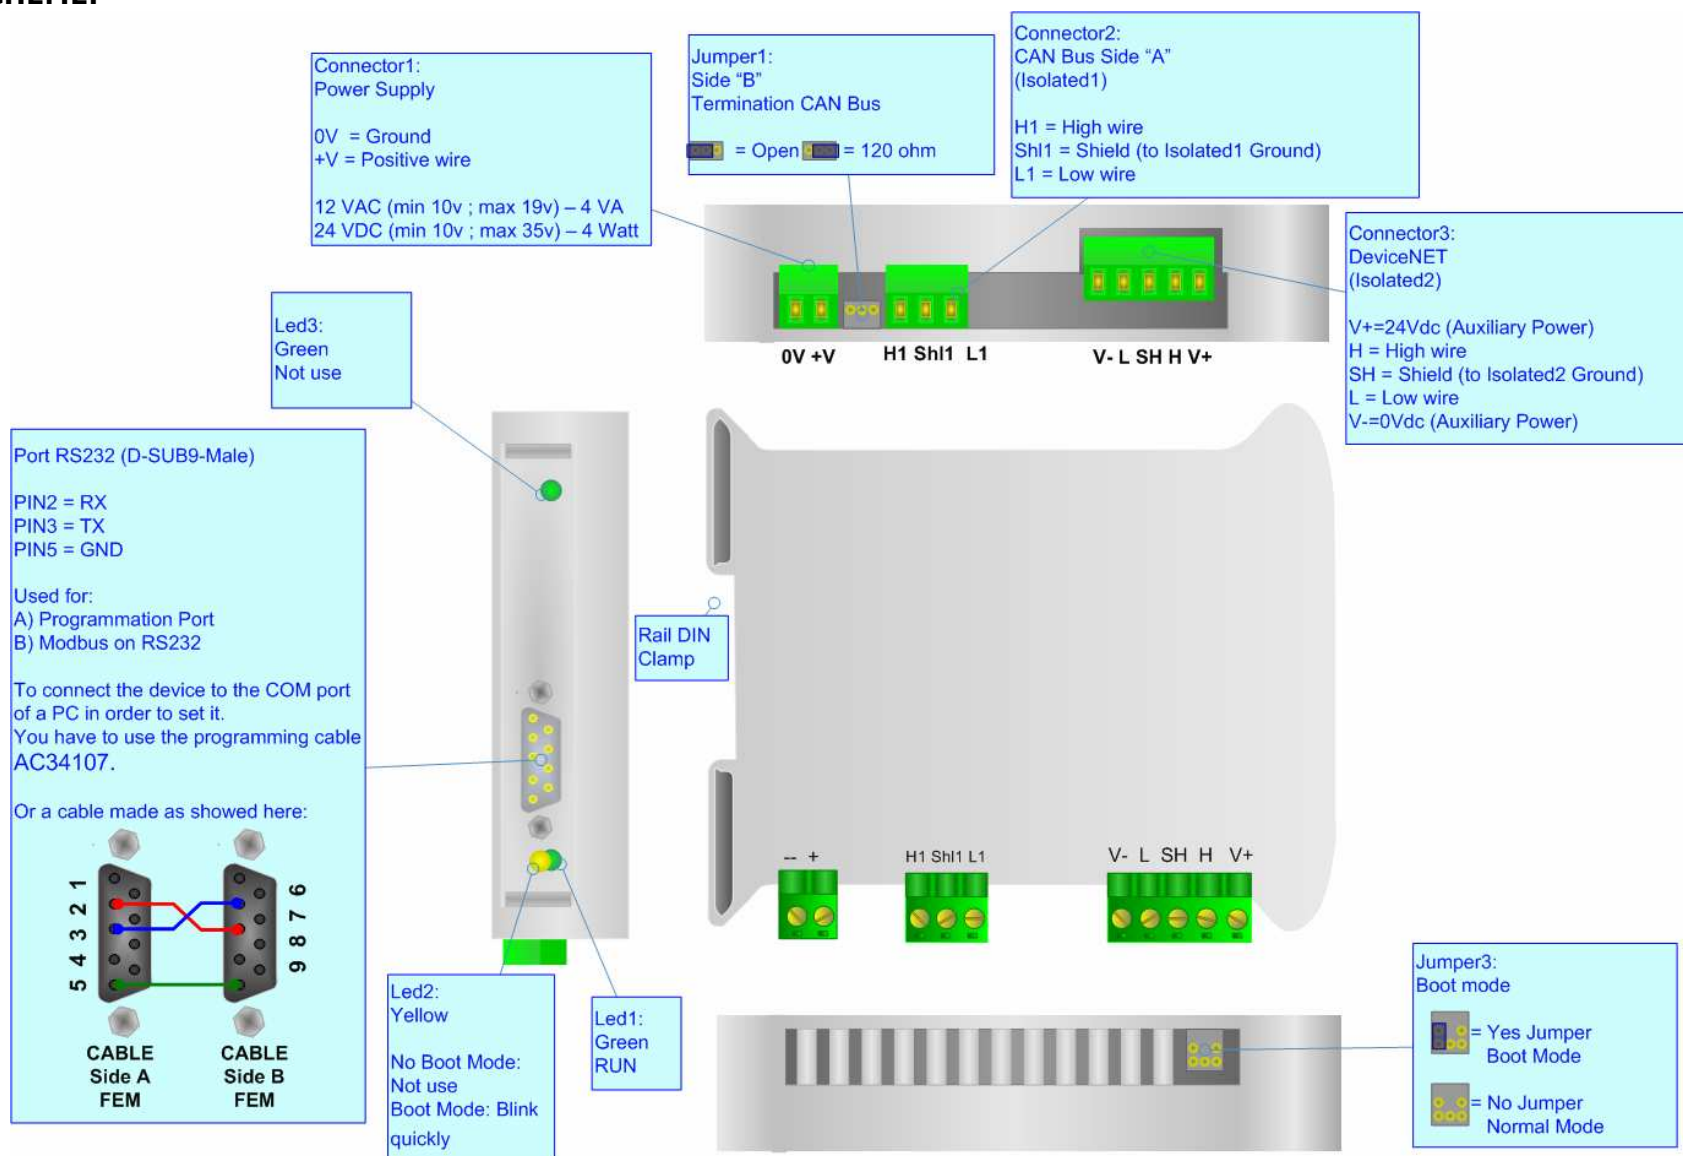 Connector1:
Power Supply
0V = Ground
+V = Positive wire
12 VAC (min 10v ; max 19v) – 4 VA
24 VDC (min 10v ; max 35v) – 4 Watt
Jumper1:
Side “B”
Termination CAN Bus
= Open = 120 ohm
Connector2:
CAN Bus Side “A”
(Isolated1)
H1 = High wire
Shl1 = Shield (to Isolated1 Ground)
L1 = Low wire
Connector3:
DeviceNET
(Isolated2)
V+=24Vdc (Auxiliary Power)
H = High wire
SH = Shield (to Isolated2 Ground)
L = Low wire
V-=0Vdc (Auxiliary Power)
0V +V H1 Shl1 L1 V- L SH H V+
Led3:
Green
Not use
Port RS232 (D-SUB9-Male)
PIN2 = RX
PIN3 = TX
PIN5 = GND
Used for:
A) Programmation Port
B) Modbus on RS232
To connect the device to the COM port
of a PC in order to set it.
You have to use the programming cable
AC34107.
Or a cable made as showed here:
1
2
3
4
5
6
7
8
9
CABLE
Side A
FEM
CABLE
Side B
FEM
Rail DIN
Clamp
-- + H1 Shl1 L1 V- L SH H V+
Led2:
Yellow
No Boot Mode:
Not use
Boot Mode: Blink
quickly
Led1:
Green
RUN
Jumper3:
Boot mode
= Yes Jumper
Boot Mode
= No Jumper
Normal Mode